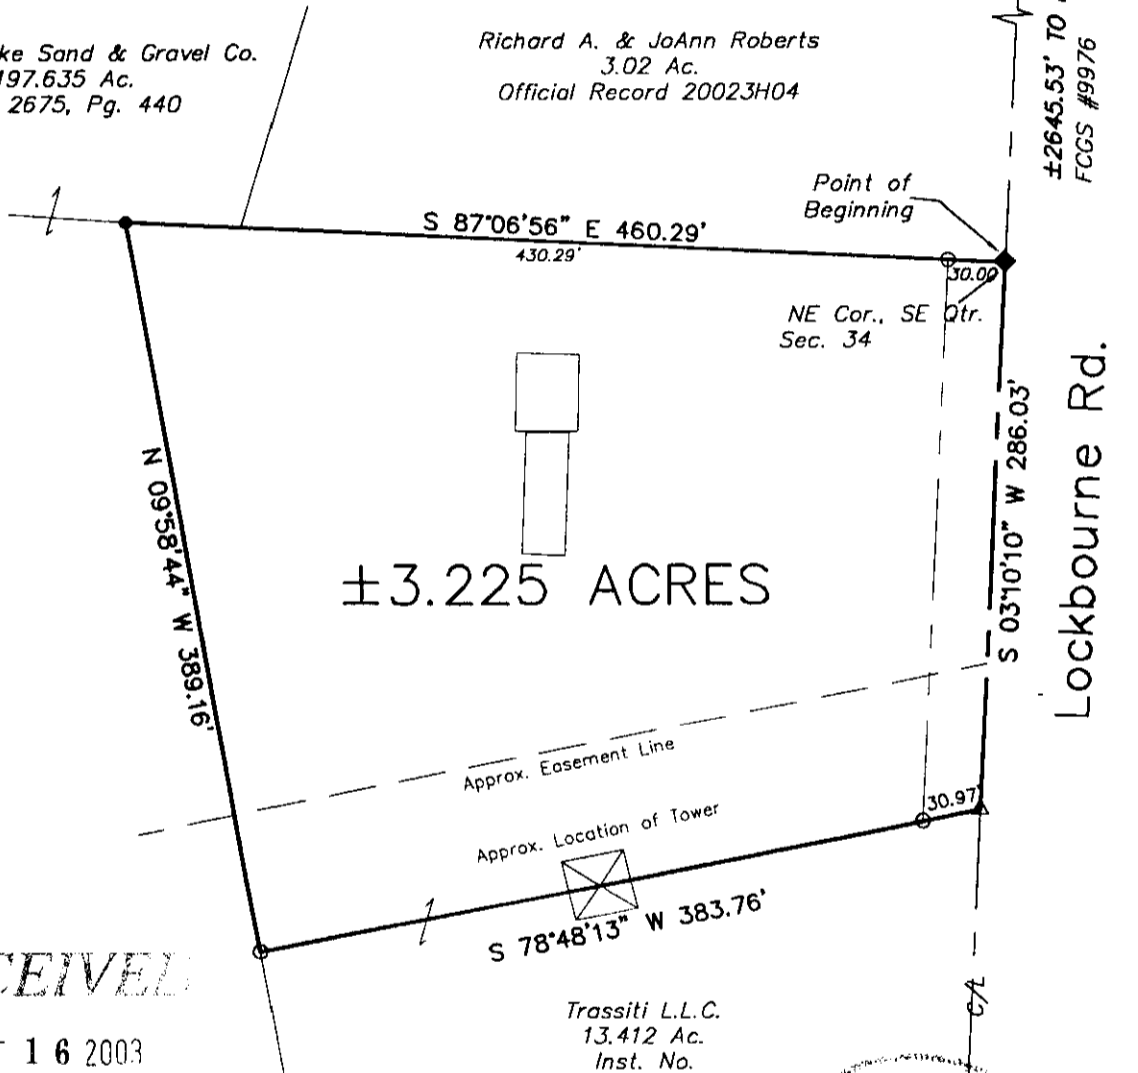 Sand & Gravel Co.
197.635 Ac.
2675, Pg. 440
Richard A. & JoAnn Roberts
3.02 Ac.
Official Record 20023H04
±2645.53' TO
FCGS #9976
Point of
Beginning
S 87°06'56" E 460.29'
430.29'
30.00
NE Cor., SE Qtr.
Sec. 34
Lockbourne Rd.
S 03°10'10" W 286.03'
N 09°58'44" W 389.16'
±3.225 ACRES
Approx. Easement Line
30.97'
Approx. Location of Tower
S 78°48'13" W 383.76'
Trassiti L.L.C.
13.412 Ac.
Inst. No.
C/L
16 2003